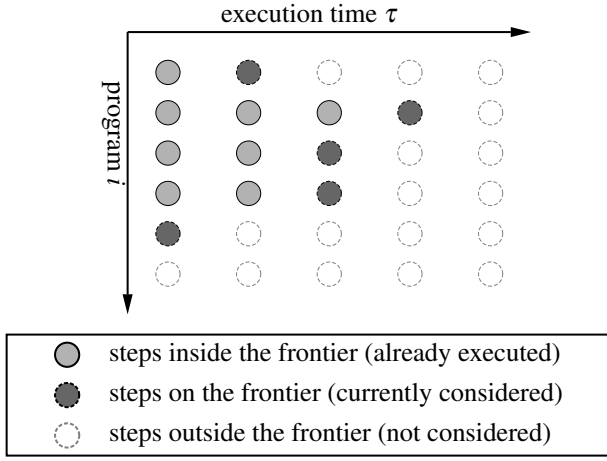 execution time τ
program i
steps inside the frontier (already executed)
steps on the frontier (currently considered)
steps outside the frontier (not considered)